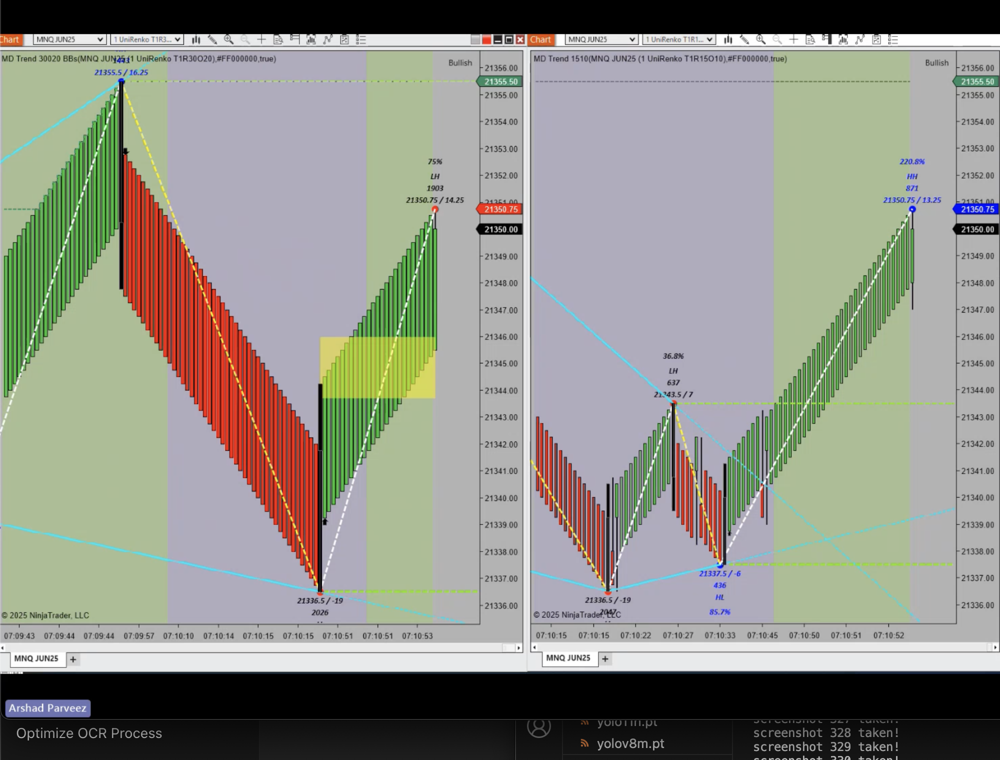 Chart
MNQ JUN25
1 UniRenko T1R3...
MD Trend 30020 BBs(MNQ JUN25 (1 UniRenko T1R30O20),#FF000000,true)
Bullish
21355.5 / 16.25
75%
LH
1903
21350.75 / 14.25
21336.5 / -19
2026
21356.00
21355.50
21354.00
21353.00
21352.00
21350.75
21350.00
21349.00
21348.00
21347.00
21346.00
21345.00
21344.00
21343.00
21342.00
21341.00
21340.00
21339.00
21338.00
21337.00
21336.00
© 2025 NinjaTrader, LLC
07:09:43 07:09:44 07:09:44 07:09:57 07:10:10 07:10:14 07:10:15 07:10:15 07:10:51 07:10:51 07:10:53
MNQ JUN25 +
Chart
MNQ JUN25
1 UniRenko T1R1...
MD Trend 1510(MNQ JUN25 (1 UniRenko T1R15O10),#FF000000,true)
Bullish
220.8%
HH
871
21350.75 / 13.25
36.8%
LH
637
21343.5 / 7
21337.5 / -6
436
HL
85.7%
21336.5 / -19
21356.00
21355.50
21354.00
21353.00
21352.00
21350.75
21350.00
21349.00
21348.00
21347.00
21346.00
21345.00
21344.00
21343.00
21342.00
21341.00
21340.00
21339.00
21338.00
21337.00
21336.00
© 2025 NinjaTrader, LLC
07:10:15 07:10:15 07:10:22 07:10:27 07:10:33 07:10:45 07:10:50 07:10:51 07:10:52
MNQ JUN25 +
Arshad Parveez
Optimize OCR Process
yolo11n.pt
yolov8m.pt
screenshot 327 taken!
screenshot 328 taken!
screenshot 329 taken!
screenshot 330 taken!